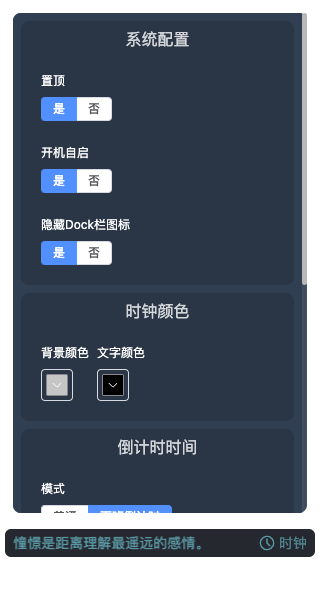 系统配置
置顶
是 否
开机自启
是 否
隐藏Dock栏图标
是 否
时钟颜色
背景颜色 文字颜色
倒计时时间
模式
憧憬是距离理解最遥远的感情。 时钟